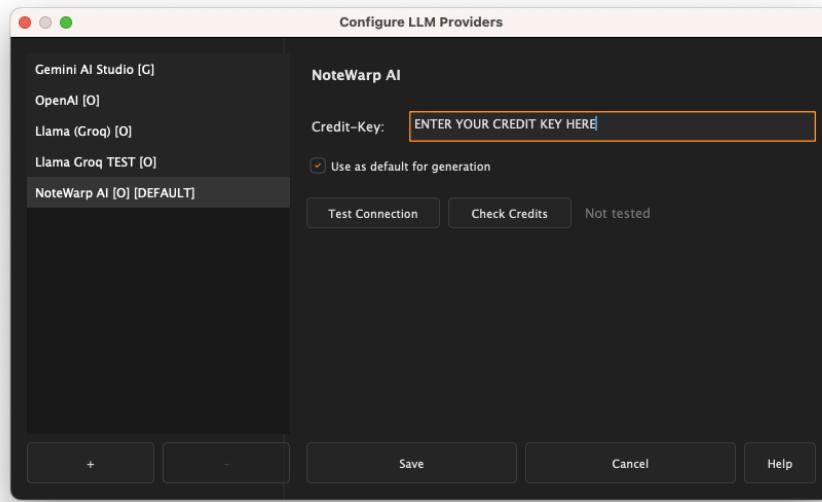 Configure LLM Providers
Gemini AI Studio [G]
OpenAI [O]
Llama (Groq) [O]
Llama Groq TEST [O]
NoteWarp AI [O] [DEFAULT]
NoteWarp AI
Credit-Key: ENTER YOUR CREDIT KEY HERE
Use as default for generation
Test Connection Check Credits Not tested
+ - Save Cancel Help